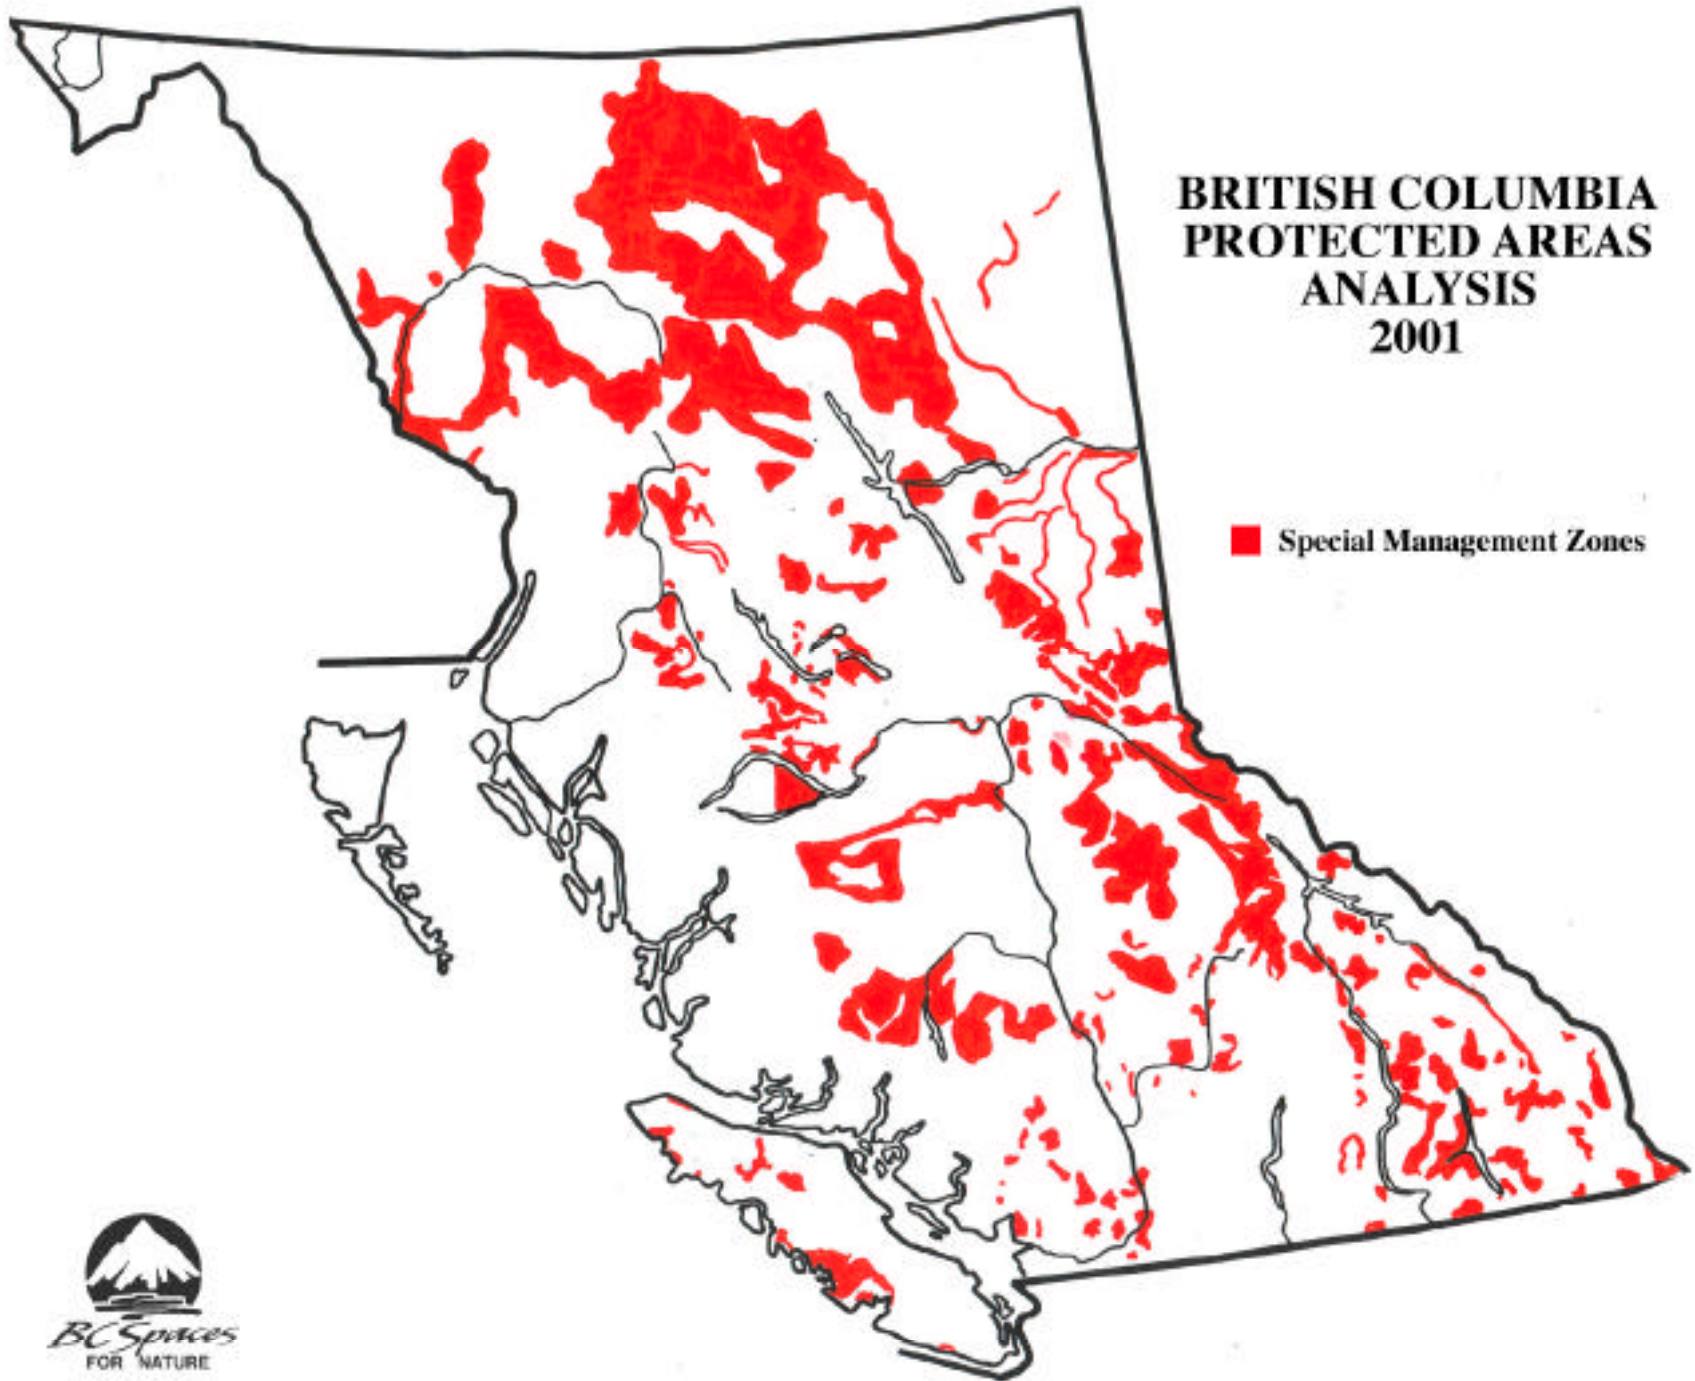 BRITISH COLUMBIA
PROTECTED AREAS
ANALYSIS
2001
Special Management Zones
BC Spaces
FOR NATURE